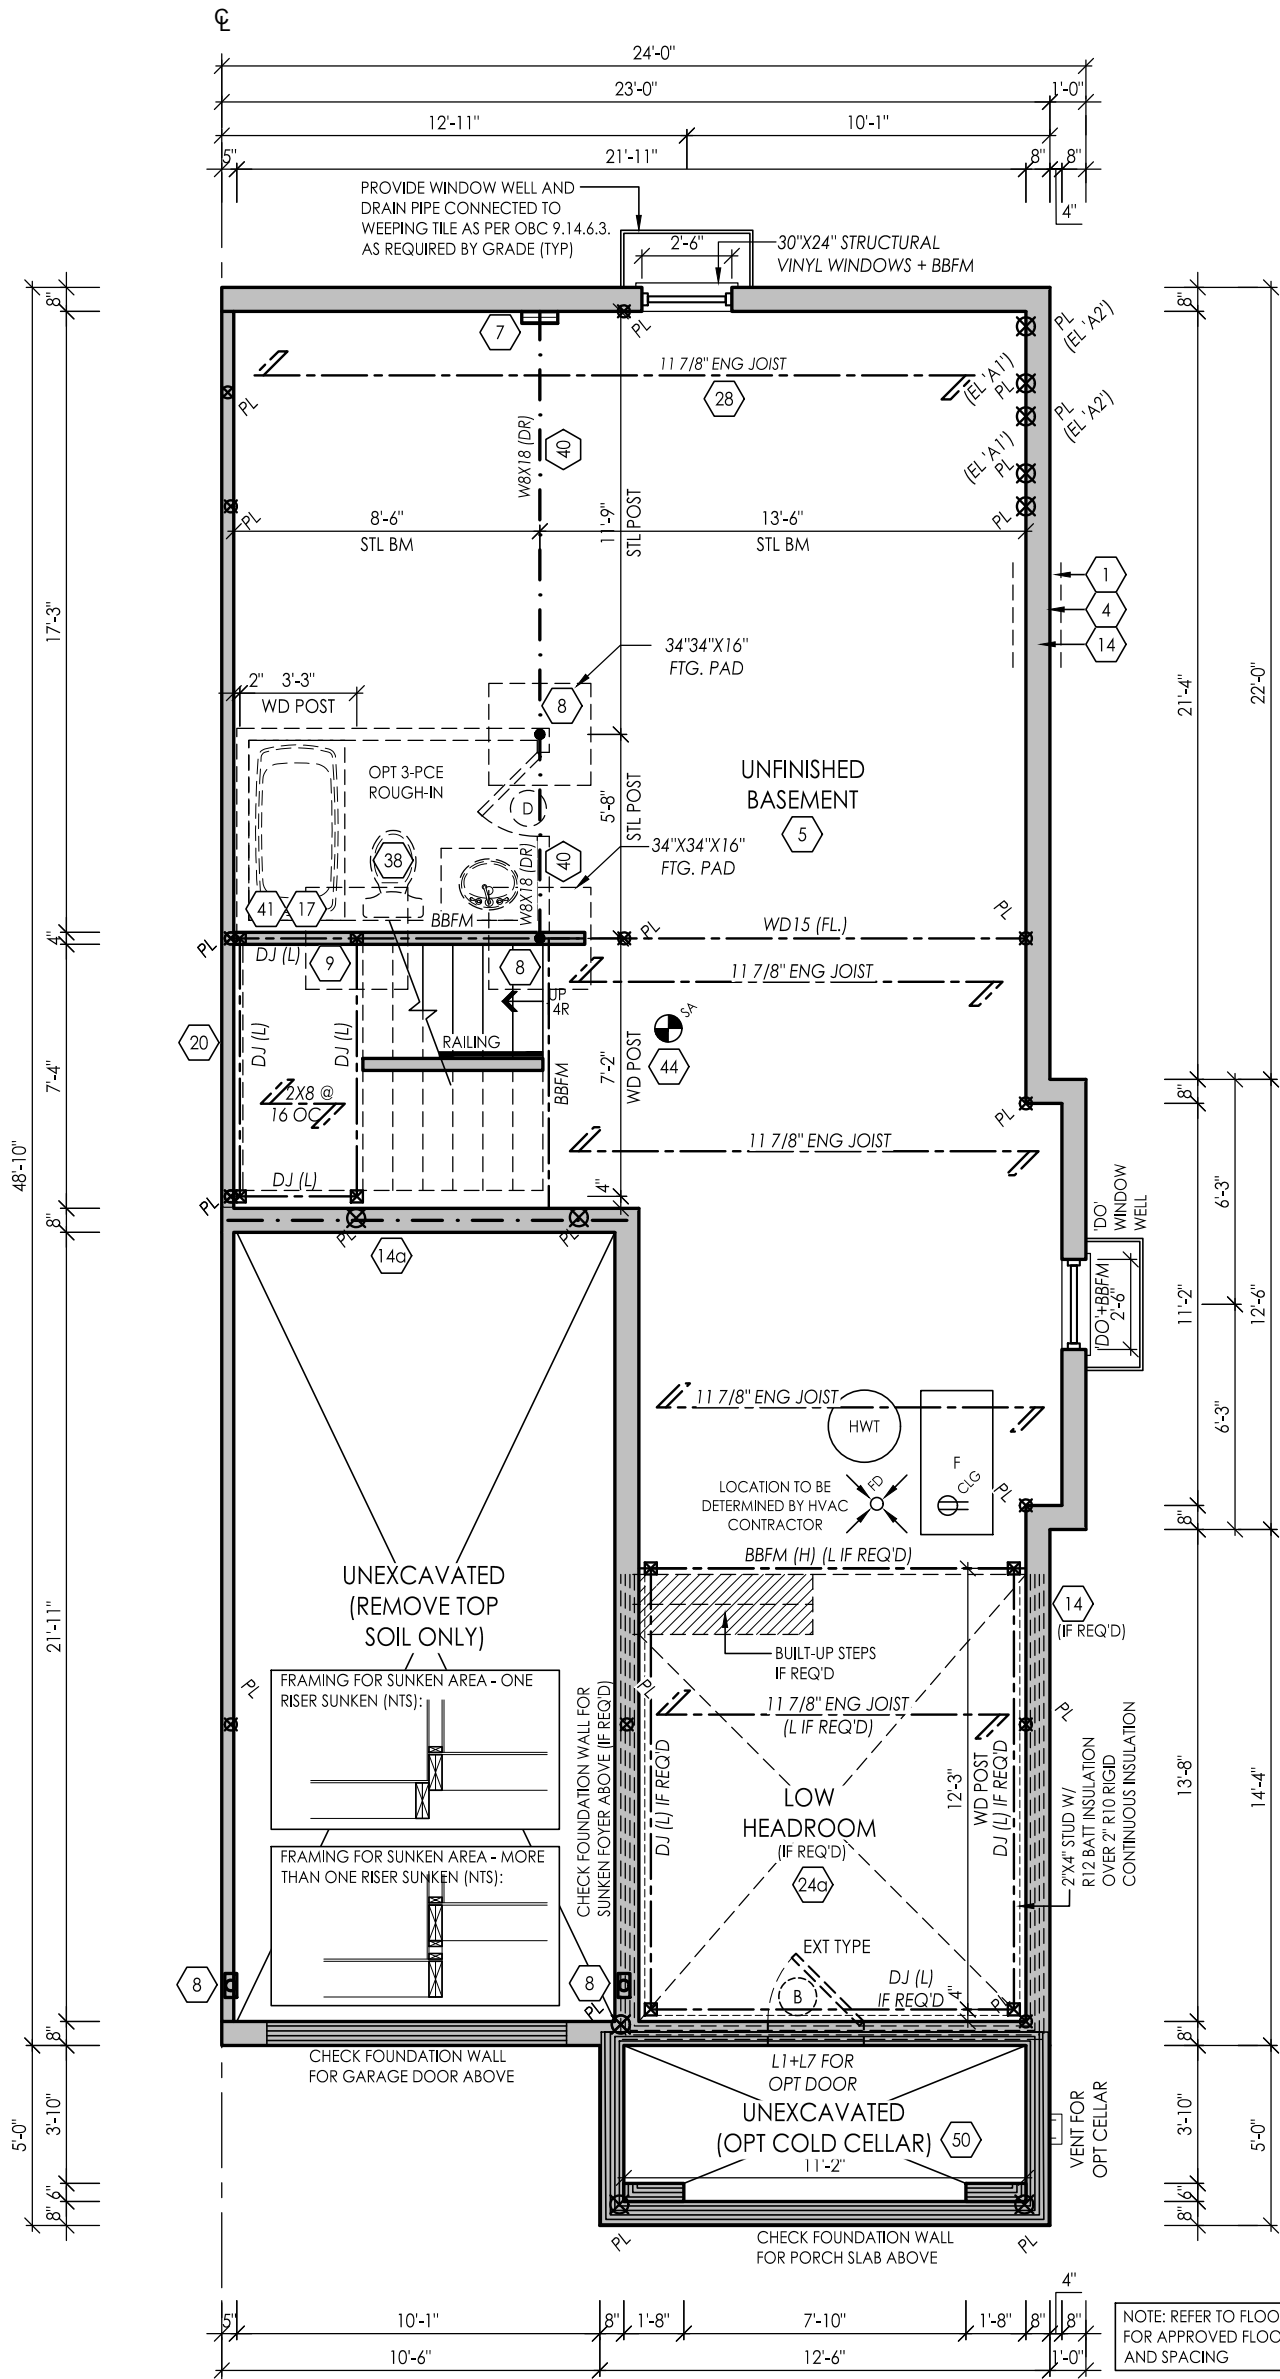 ℄
24'-0"
23'-0"
1'-0"
12'-11"
10'-1"
5"
21'-11"
8"
8"
4"
PROVIDE WINDOW WELL AND
DRAIN PIPE CONNECTED TO
WEEPING TILE AS PER OBC 9.14.6.3.
AS REQUIRED BY GRADE (TYP)
2'-6"
30"X24" STRUCTURAL
VINYL WINDOWS + BBFM
8"
8"
7
PL
PL
(EL 'A2')
11 7/8" ENG JOIST
(EL 'A1')
PL
28
PL
PL
(EL 'A2')
W8X18 (DR)
40
(EL 'A1')
PL
11'-9"
STL POST
PL
PL
8'-6"
STL BM
13'-6"
STL BM
1
4
14
17'-3"
34"34"X16"
FTG. PAD
2"
3'-3"
WD POST
8
21'-4"
22'-0"
OPT 3-PCE
ROUGH-IN
UNFINISHED
BASEMENT
5
D
5'-8"
STL POST
38
40
34"X34"X16"
FTG. PAD
W8X18 (DR)
41
17
BBFM
PL
4"
PL
PL
WD15 (FL.)
DJ (L)
9
8
11 7/8" ENG JOIST
UP
4R
SA
20
DJ (L)
DJ (L)
RAILING
44
7'-4"
7'-2"
WD POST
BBFM
2X8 @
16 OC
8"
PL
11 7/8" ENG JOIST
48'-10"
DJ (L)
4"
PL
8"
PL
PL
14a
'DO'
WINDOW
WELL
6'-3"
'DO'+BBFM
2'-6"
11'-2"
12'-6"
11 7/8" ENG JOIST
HWT
6'-3"
F
CLG
FD
LOCATION TO BE
DETERMINED BY HVAC
CONTRACTOR
PL
8"
BBFM (H) (L IF REQ'D)
UNEXCAVATED
(REMOVE TOP
SOIL ONLY)
14
(IF REQ'D)
21'-11"
BUILT-UP STEPS
IF REQ'D
FRAMING FOR SUNKEN AREA - ONE
RISER SUNKEN (NTS):
PL
PL
11 7/8" ENG JOIST
(L IF REQ'D)
PL
CHECK FOUNDATION WALL FOR
SUNKEN FOYER ABOVE (IF REQ'D)
DJ (L) IF REQ'D
12'-3"
WD POST
DJ (L) IF REQ'D
2"X4" STUD W/
R12 BATT INSULATION
OVER 2" R10 RIGID
CONTINUOUS INSULATION
13'-8"
14'-4"
LOW
HEADROOM
(IF REQ'D)
24a
FRAMING FOR SUNKEN AREA - MORE
THAN ONE RISER SUNKEN (NTS):
EXT TYPE
8
8
B
DJ (L)
IF REQ'D
4"
PL
PL
8"
8"
CHECK FOUNDATION WALL
FOR GARAGE DOOR ABOVE
L1+L7 FOR
OPT DOOR
UNEXCAVATED
(OPT COLD CELLAR)
50
VENT FOR
OPT CELLAR
11'-2"
5'-0"
3'-10"
6"
8"
3'-10"
6"
8"
5'-0"
PL
PL
CHECK FOUNDATION WALL
FOR PORCH SLAB ABOVE
4"
5"
10'-1"
8"
1'-8"
7'-10"
1'-8"
8"
8"
10'-6"
12'-6"
1'-0"
NOTE: REFER TO FLOO
FOR APPROVED FLOO
AND SPACING